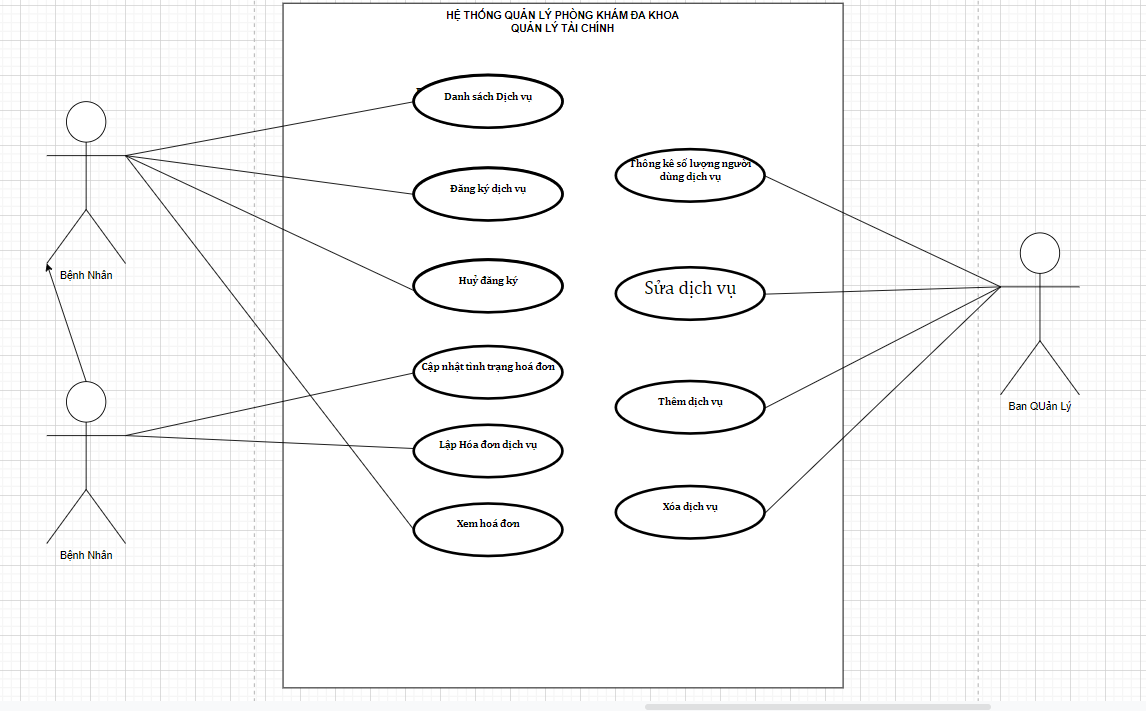 HỆ THỐNG QUẢN LÝ PHÒNG KHÁM ĐA KHOA
QUẢN LÝ TÀI CHÍNH
Danh sách Dịch vụ
Đăng ký dịch vụ
Huỷ đăng ký
Cập nhật tình trạng hoá đơn
Lập Hóa đơn dịch vụ
Xem hoá đơn
Thông kê số lượng người
dùng dịch vụ
Sửa dịch vụ
Thêm dịch vụ
Xóa dịch vụ
Bệnh Nhân
Bệnh Nhân
Ban QUản Lý